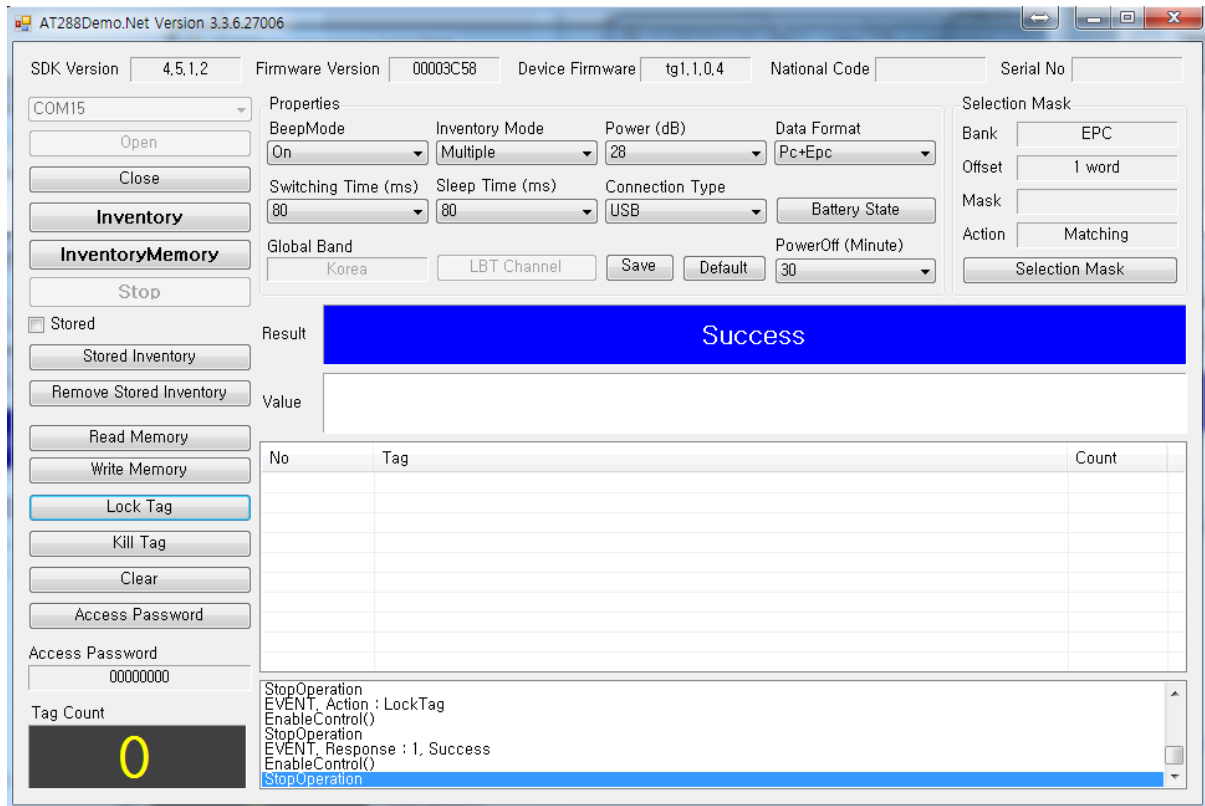 AT288Demo.Net Version 3.3.6.27006
SDK Version 4,5,1,2 Firmware Version 00003C58 Device Firmware tg1,1,0,4 National Code Serial No
COM15
Open
Close
Inventory
InventoryMemory
Stop
Stored
Stored Inventory
Remove Stored Inventory
Read Memory
Write Memory
Lock Tag
Kill Tag
Clear
Access Password
Access Password
00000000
Tag Count
0
Properties
BeepMode Inventory Mode Power (dB) Data Format
On Multiple 28 Pc+Epc
Switching Time (ms) Sleep Time (ms) Connection Type
80 80 USB Battery State
Global Band PowerOff (Minute)
Korea LBT Channel Save Default 30
Selection Mask
Bank EPC
Offset 1 word
Mask
Action Matching
Selection Mask
Result Success
Value
No Tag Count
StopOperation
EVENT, Action : LockTag
EnableControl()
StopOperation
EVENT, Response : 1, Success
EnableControl()
StopOperation